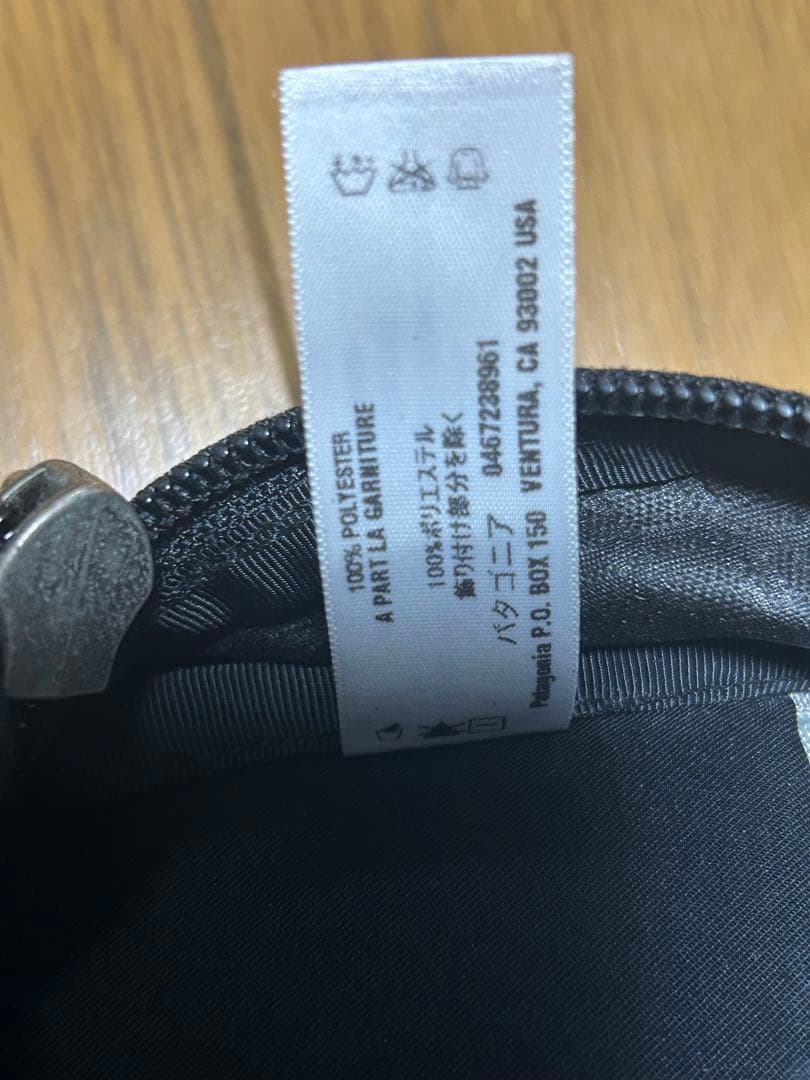 100% POLYESTER
A PART LA GARNITURE
100%ポリエステル
飾り付け部分を除く
パタゴニア 0467238961
Patagonia P.O. BOX 150 VENTURA, CA 93002 USA